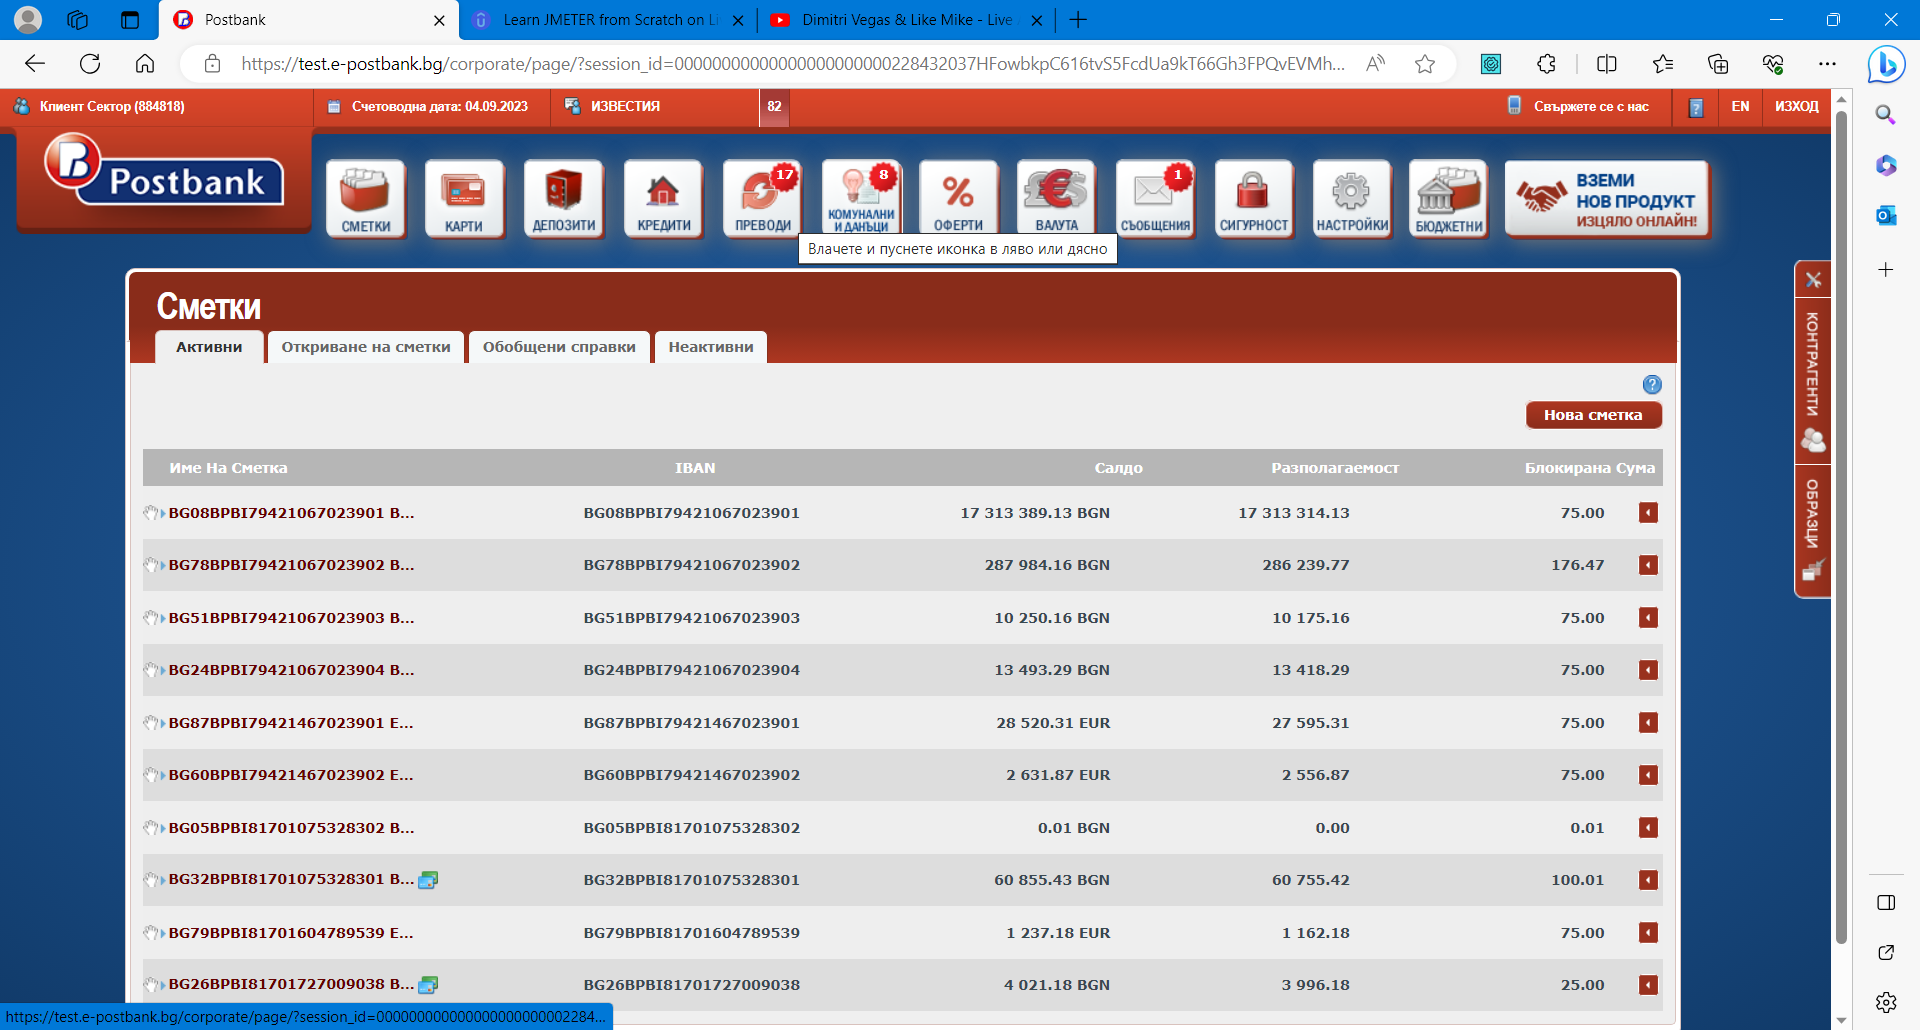 Postbank
Learn JMETER from Scratch on Li
Dimitri Vegas & Like Mike - Live
https://test.e-postbank.bg/corporate/page/?session_id=
Клиент Сектор (884818)
Счетоводна дата: 04.09.2023
ИЗВЕСТИЯ
82
Свържете се с нас
EN
ИЗХОД
Postbank
СМЕТКИ
КАРТИ
ДЕПОЗИТИ
КРЕДИТИ
17
ПРЕВОДИ
8
КОМУНАЛНИ
И ДАНЪЦИ
ОФЕРТИ
ВАЛУТА
1
СЪОБЩЕНИЯ
СИГУРНОСТ
НАСТРОЙКИ
БЮДЖЕТНИ
ВЗЕМИ
НОВ ПРОДУКТ
ИЗЦЯЛО ОНЛАЙН!
Влачете и пуснете иконка в ляво или дясно
Сметки
Активни
Откриване на сметки
Обобщени справки
Неактивни
КОНТРАГЕНТИ
ОБРАЗЦИ
Нова сметка
Име На Сметка IBAN Салдо Разполагаемост Блокирана Сума
BG08BPBI79421067023901 B... BG08BPBI79421067023901 17 313 389.13 BGN 17 313 314.13 75.00
BG78BPBI79421067023902 B... BG78BPBI79421067023902 287 984.16 BGN 286 239.77 176.47
BG51BPBI79421067023903 B... BG51BPBI79421067023903 10 250.16 BGN 10 175.16 75.00
BG24BPBI79421067023904 B... BG24BPBI79421067023904 13 493.29 BGN 13 418.29 75.00
BG87BPBI79421467023901 E... BG87BPBI79421467023901 28 520.31 EUR 27 595.31 75.00
BG60BPBI79421467023902 E... BG60BPBI79421467023902 2 631.87 EUR 2 556.87 75.00
BG05BPBI81701075328302 B... BG05BPBI81701075328302 0.01 BGN 0.00 0.01
BG32BPBI81701075328301 B... BG32BPBI81701075328301 60 855.43 BGN 60 755.42 100.01
BG79BPBI81701604789539 E... BG79BPBI81701604789539 1 237.18 EUR 1 162.18 75.00
BG26BPBI81701727009038 B... BG26BPBI81701727009038 4 021.18 BGN 3 996.18 25.00
https://test.e-postbank.bg/corporate/page/?session_id=